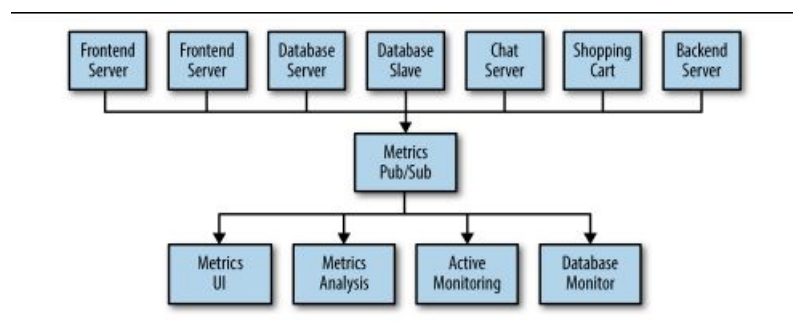 Frontend
Server
Frontend
Server
Database
Server
Database
Slave
Chat
Server
Shopping
Cart
Backend
Server
Metrics
Pub/Sub
Metrics
UI
Metrics
Analysis
Active
Monitoring
Database
Monitor